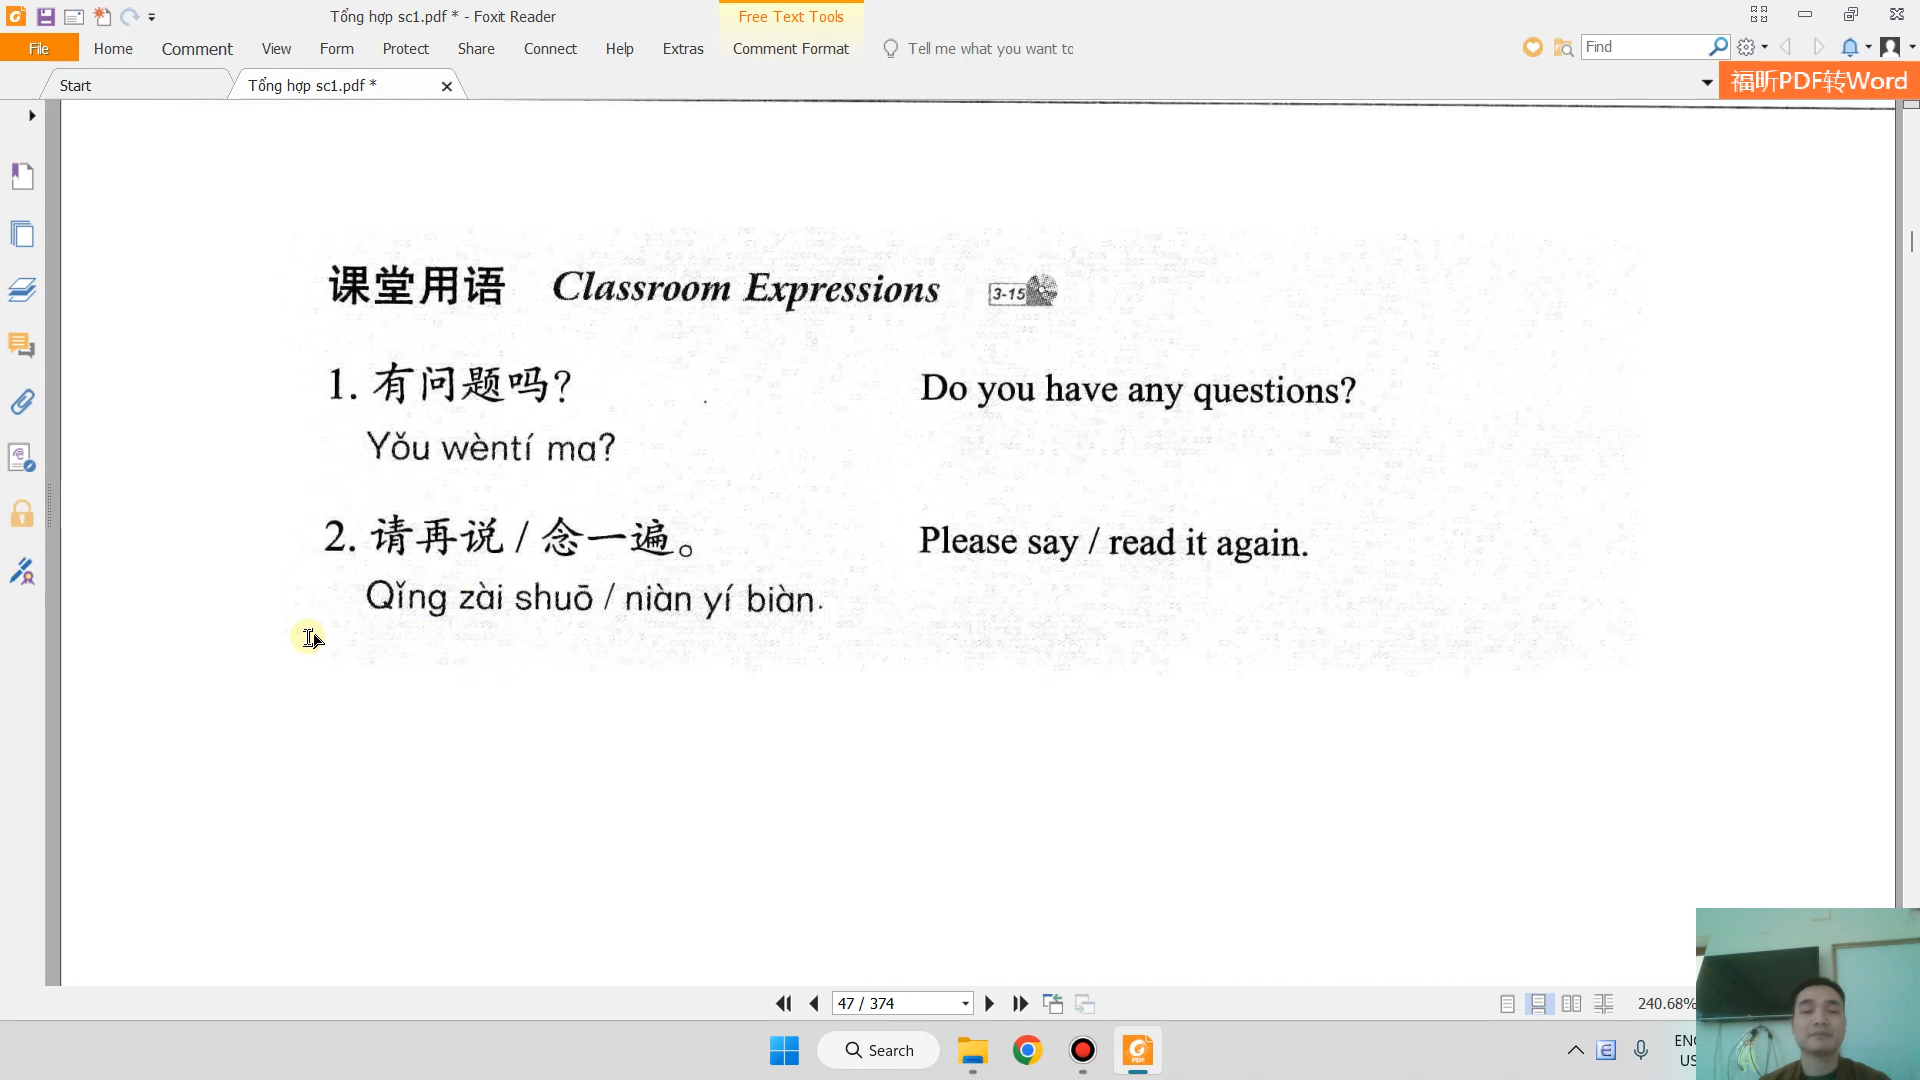 Tổng hợp sc1.pdf * - Foxit Reader
Free Text Tools
File Home Comment View Form Protect Share Connect Help Extras Comment Format Tell me what you want to
Find
Start
Tổng hợp sc1.pdf *
福昕PDF转Word
课堂用语 Classroom Expressions 3-15
1. 有问题吗? Do you have any questions?
Yǒu wèntí ma?
2. 请再说 / 念一遍。 Please say / read it again.
Qǐng zài shuō / niàn yí biàn.
47 / 374
240.68%
Search
PDF